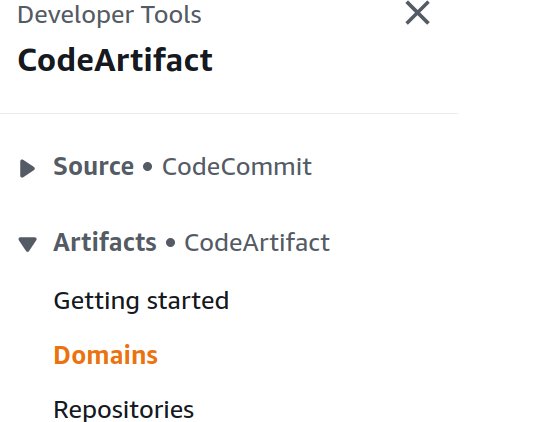 Developer Tools
CodeArtifact
Source • CodeCommit
Artifacts • CodeArtifact
Getting started
Domains
Repositories